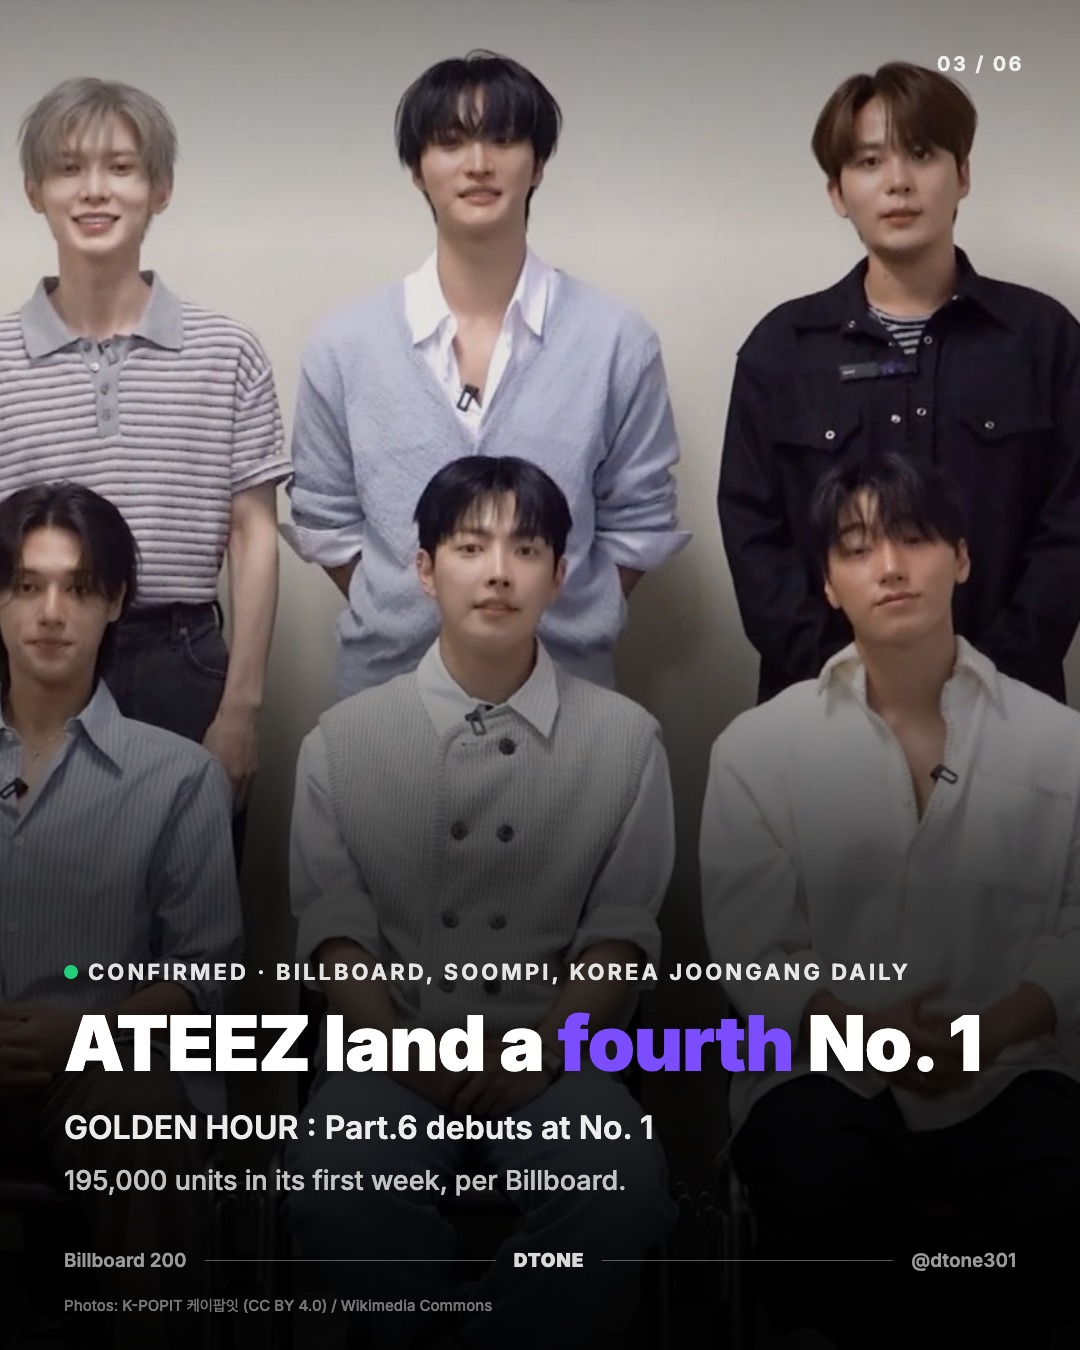 03 / 06
CONFIRMED · BILLBOARD, SOOMPI, KOREA JOONGANG DAILY
ATEEZ land a fourth No. 1
GOLDEN HOUR : Part.6 debuts at No. 1
195,000 units in its first week, per Billboard.
Billboard 200 DTONE @dtone301
Photos: K-POPIT 케이팝잇 (CC BY 4.0) / Wikimedia Commons